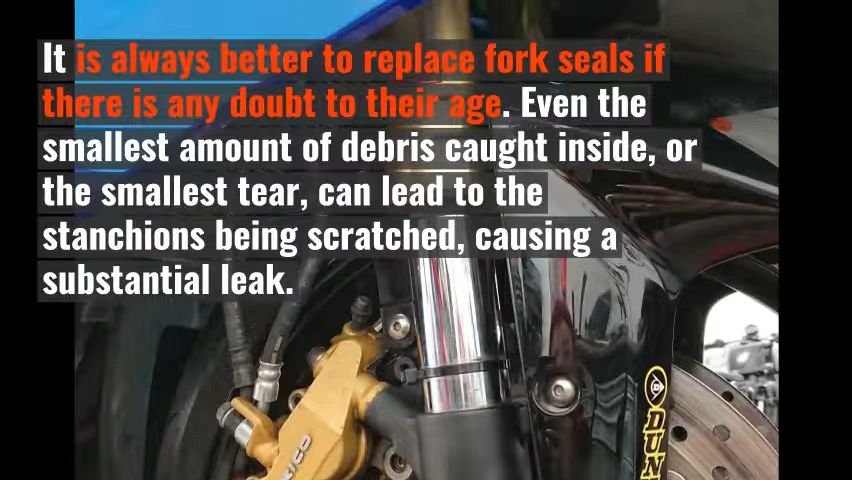 It is always better to replace fork seals if
there is any doubt to their age. Even the
smallest amount of debris caught inside, or
the smallest tear, can lead to the
stanchions being scratched, causing a
substantial leak.